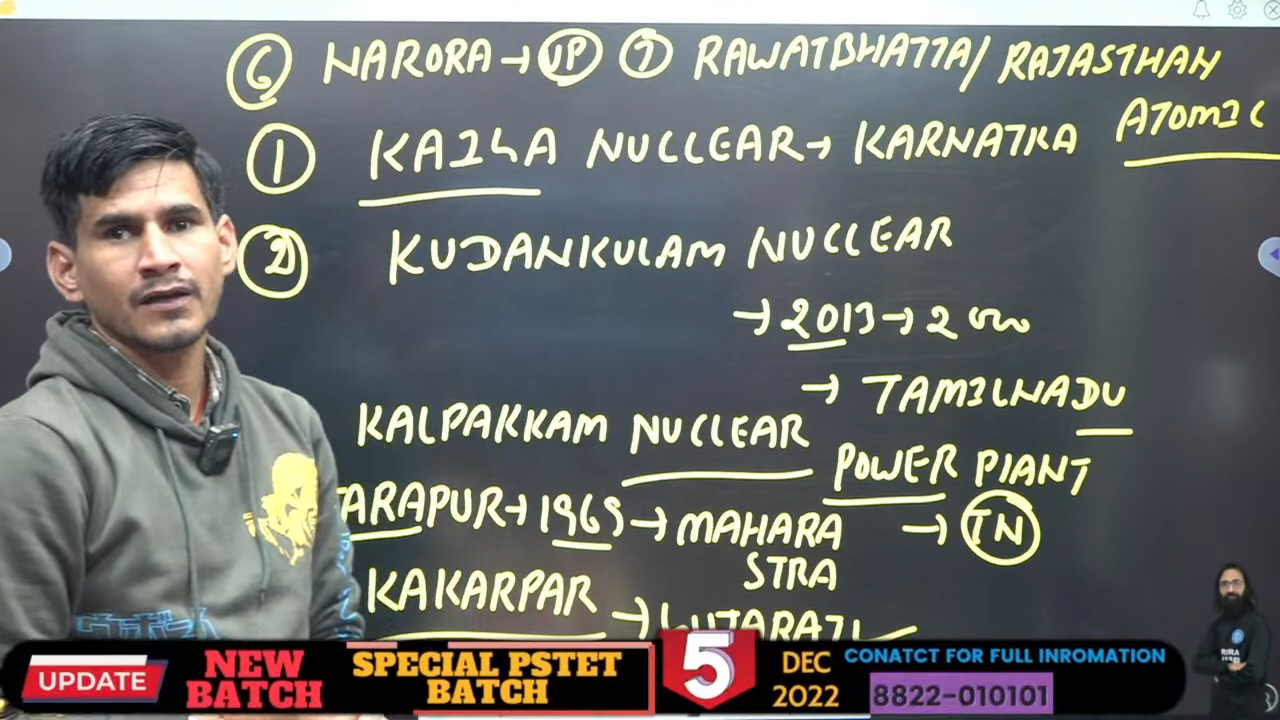 6 NARORA → UP 7 RAWATBHATTA/ RAJASTHAN
ATOMIC
1 KAIGA NUCLEAR → KARNATKA
2 KUDANKULAM NUCLEAR
→ 2013 → 2000
→ TAMILNADU
KALPAKKAM NUCLEAR
POWER PLANT
→ TN
TARAPUR → 1969 → MAHARA
STRA
KAKARPAR → GUJARAT
UPDATE
NEW
BATCH
SPECIAL PSTET
BATCH
5
DEC
2022
CONATCT FOR FULL INROMATION
8822-010101